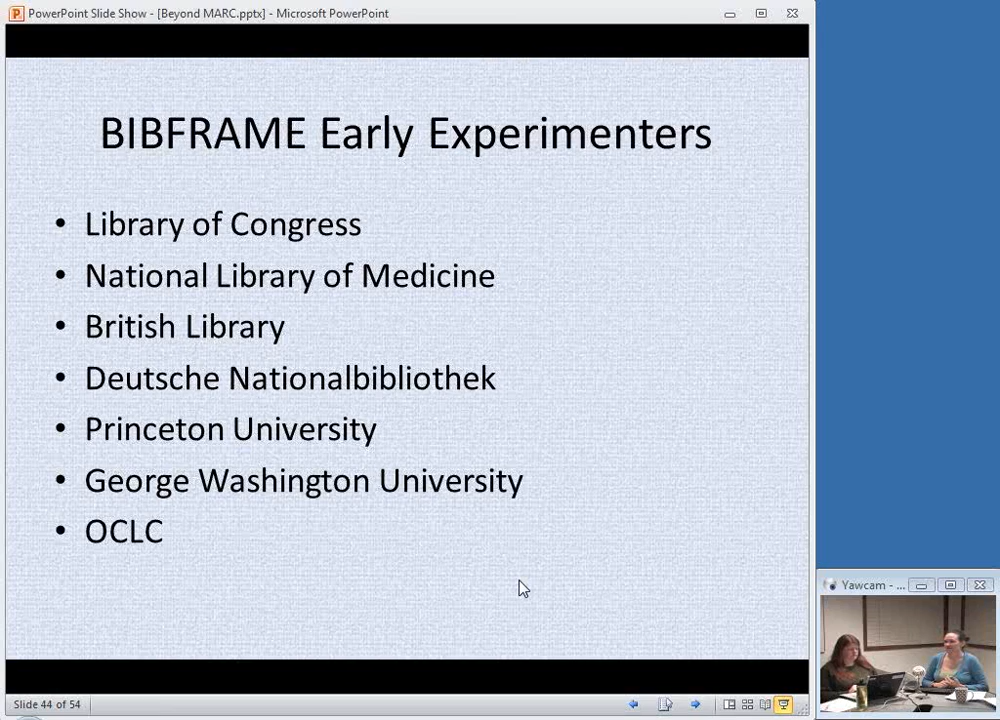 PowerPoint Slide Show - [Beyond MARC.pptx] - Microsoft PowerPoint
BIBFRAME Early Experimenters
• Library of Congress
• National Library of Medicine
• British Library
• Deutsche Nationalbibliothek
• Princeton University
• George Washington University
• OCLC
Yawcam - ...
Slide 44 of 54